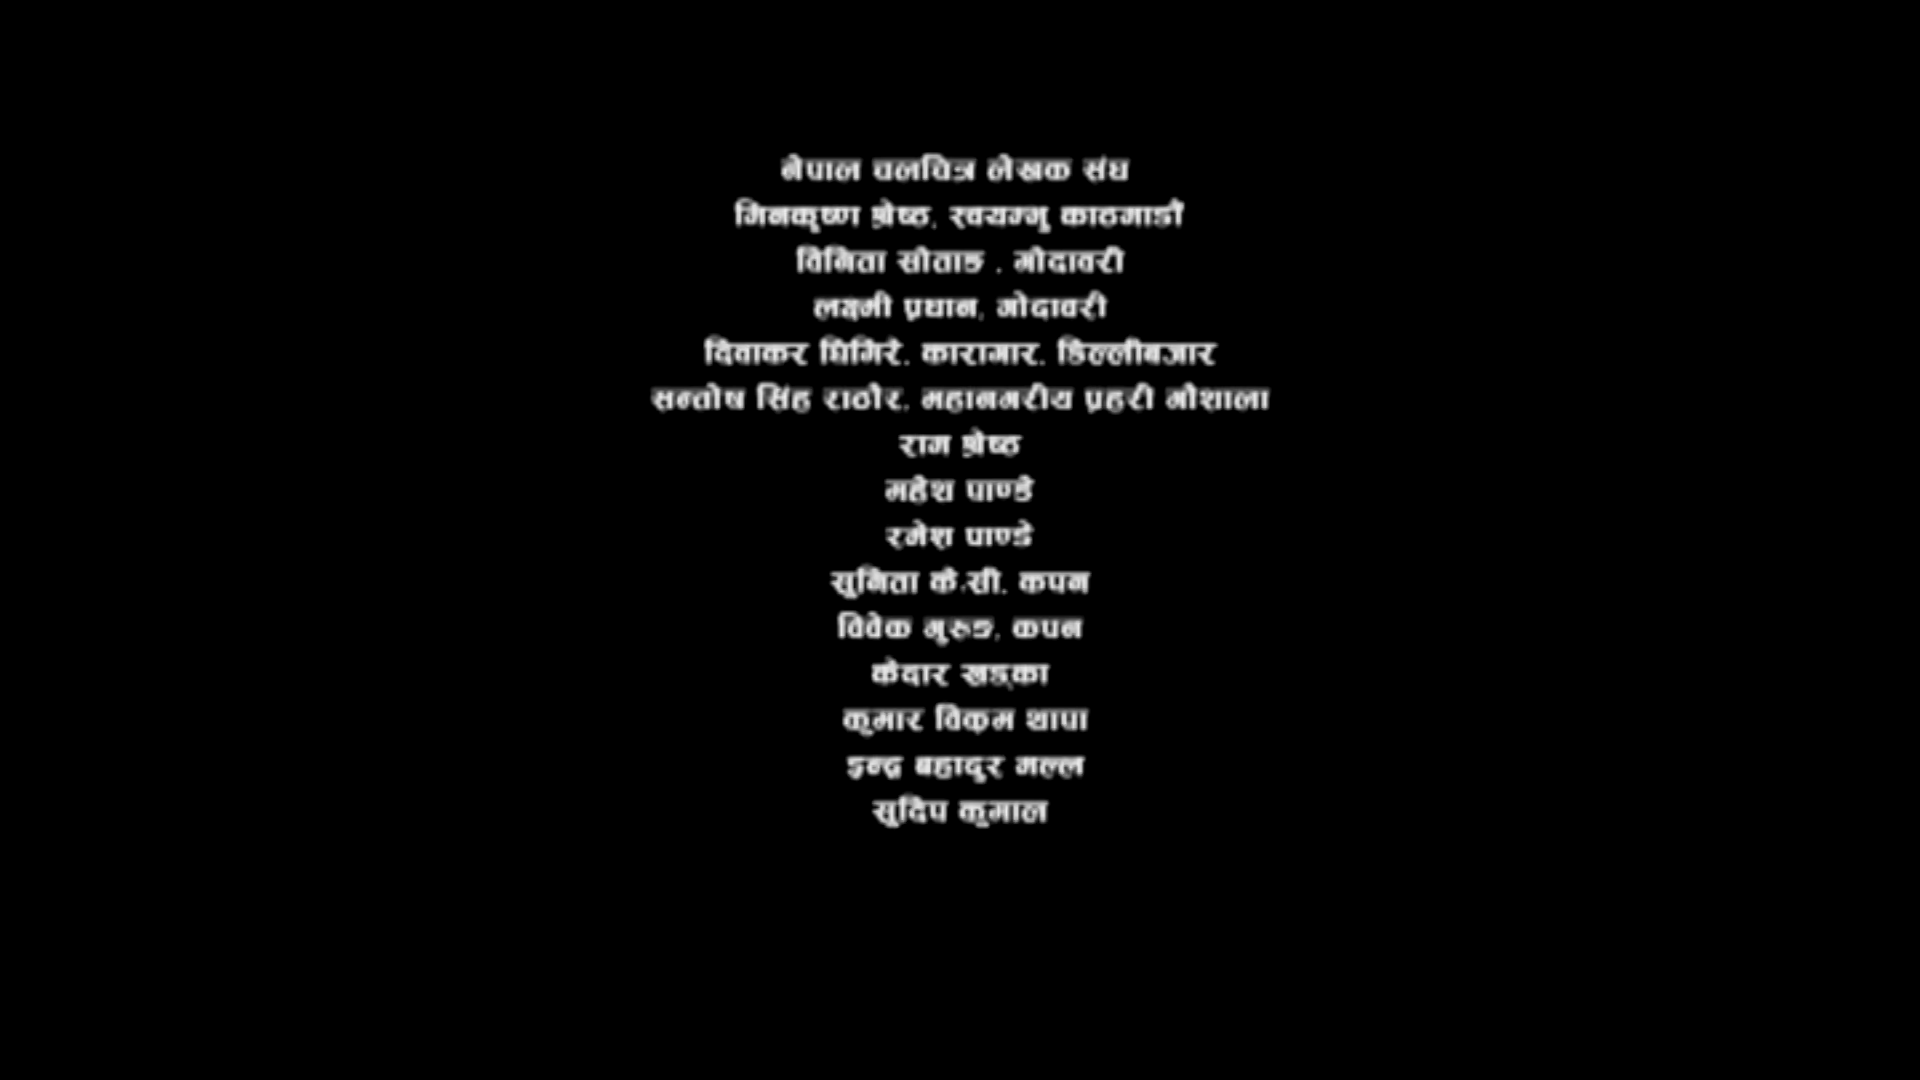 नेपाल चलचित्र लेखक संघ
मिनकृष्ण श्रेष्ठ, स्वयम्भु काठमाडौं
विनिता सोताङ , गोदावरी
लक्ष्मी प्रधान, गोदावरी
दिवाकर घिमिरे, कारागार, डिल्लीबजार
सन्तोष सिंह राठौर, महानगरीय प्रहरी गौशाला
राम श्रेष्ठ
महेश पाण्डे
रमेश पाण्डे
सुनिता के.सी. कपन
विवेक गुरुङ, कपन
केदार खड्का
कुमार विक्रम थापा
इन्द्र बहादुर मल्ल
सुदिप कुमाल